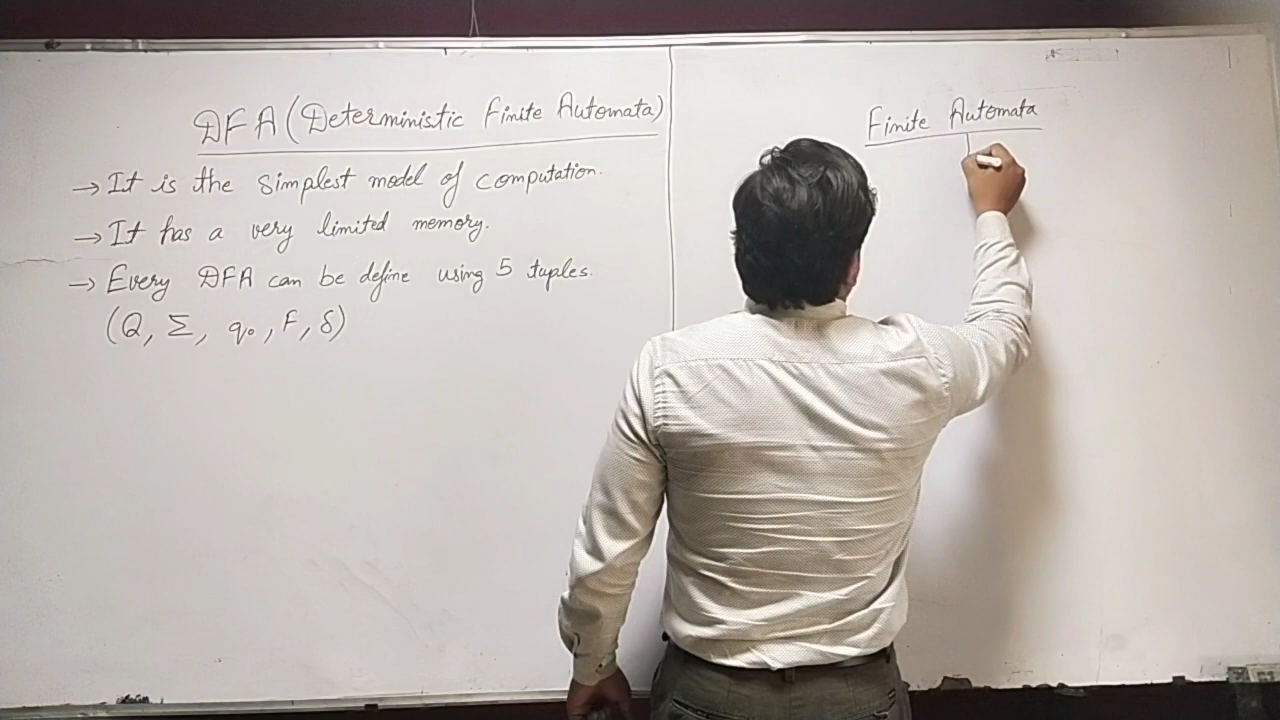 DFA (Deterministic Finite Automata)
→ It is the simplest model of computation.
→ It has a very limited memory.
→ Every DFA can be define using 5 tuples.
(Q, Σ, q₀, F, δ)
Finite Automata